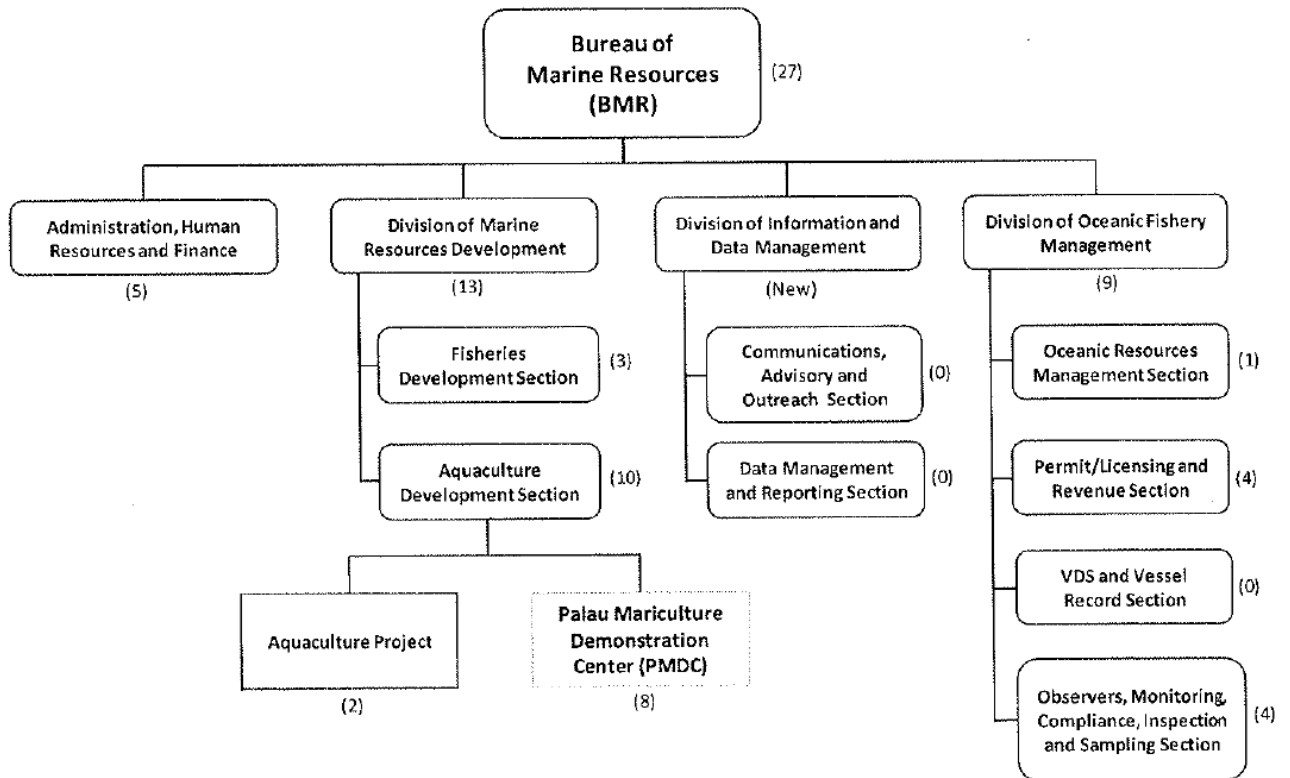 Bureau of
Marine Resources
(BMR)
(27)
Administration, Human
Resources and Finance
(5)
Division of Marine
Resources Development
(13)
Division of Information and
Data Management
(New)
Division of Oceanic Fishery
Management
(9)
Fisheries
Development Section
(3)
Aquaculture
Development Section
(10)
Aquaculture Project
(2)
Palau Mariculture
Demonstration
Center (PMDC)
(8)
Communications,
Advisory and
Outreach Section
(0)
Data Management
and Reporting Section
(0)
Oceanic Resources
Management Section
(1)
Permit/Licensing and
Revenue Section
(4)
VDS and Vessel
Record Section
(0)
Observers, Monitoring,
Compliance, Inspection
and Sampling Section
(4)